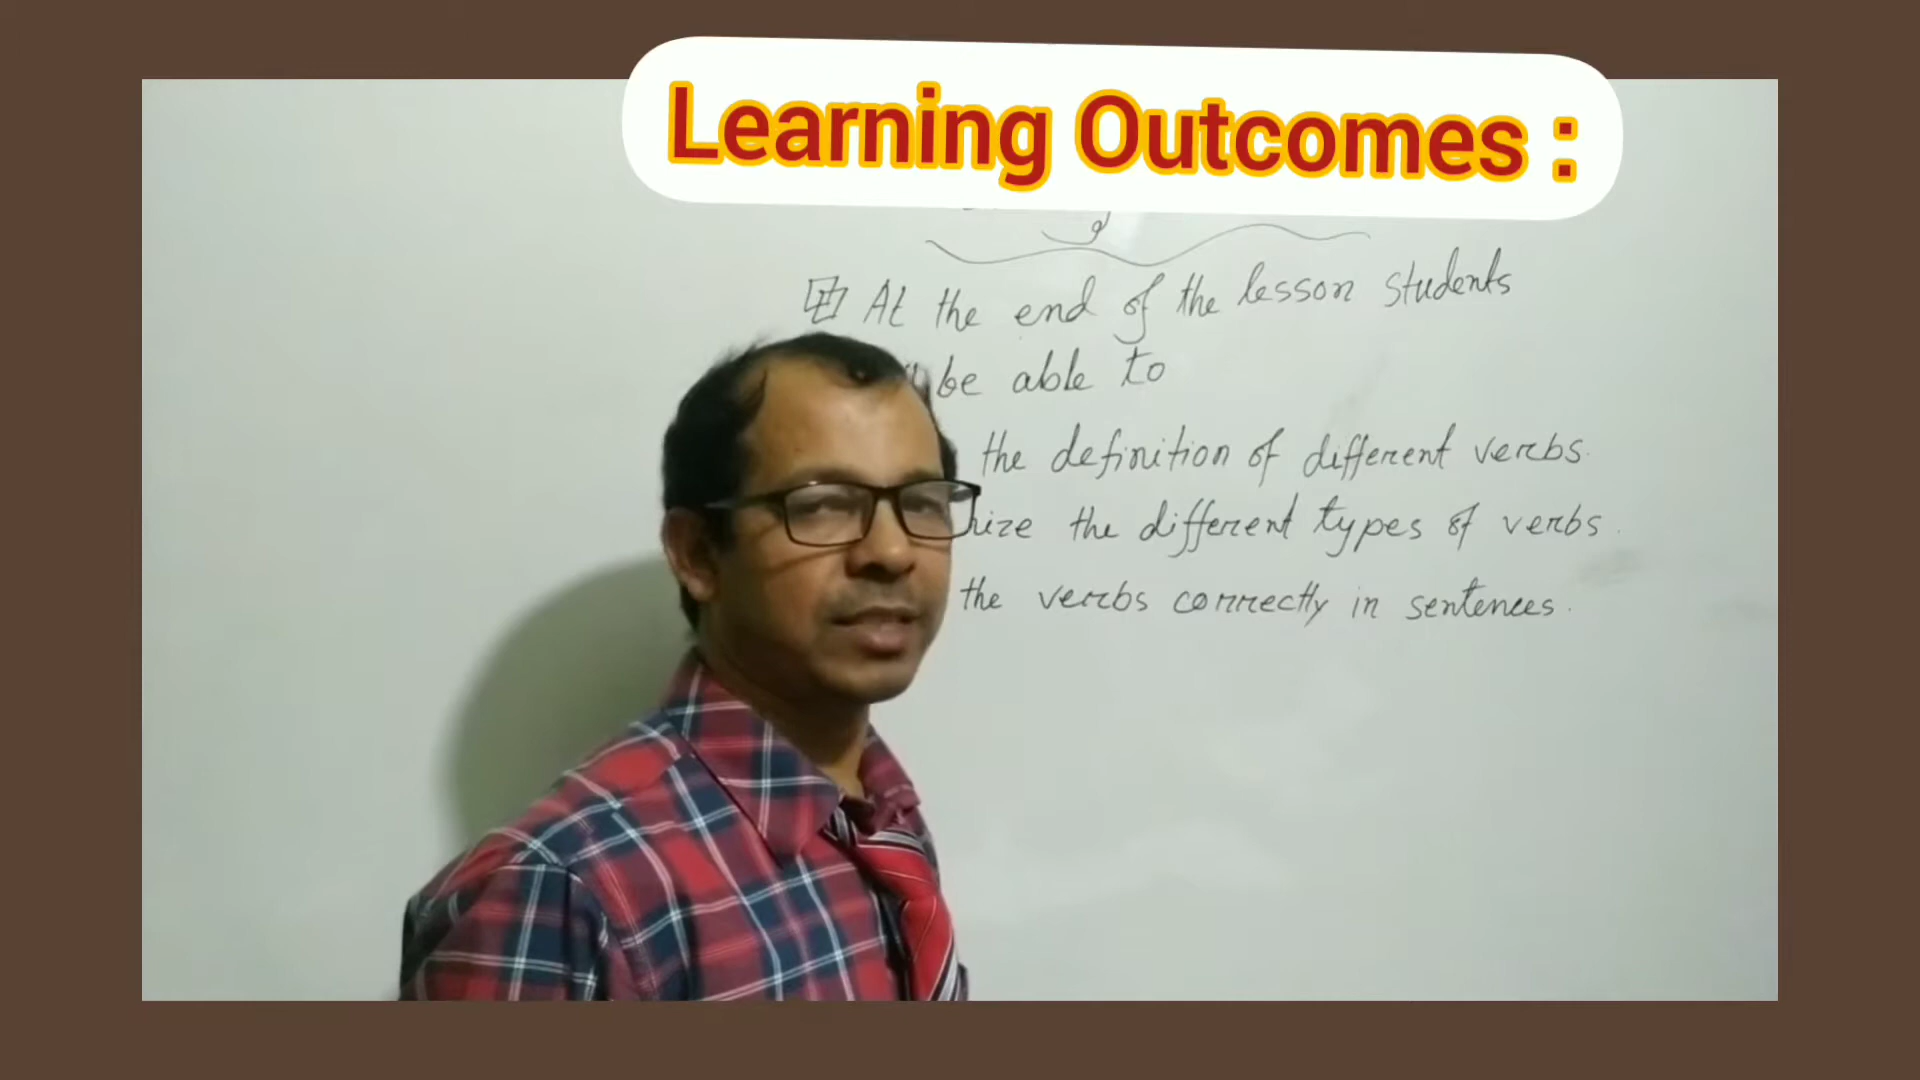 Learning Outcomes :
At the end of the lesson students
be able to
the definition of different verbs.
the different types of verbs.
the verbs correctly in sentences.